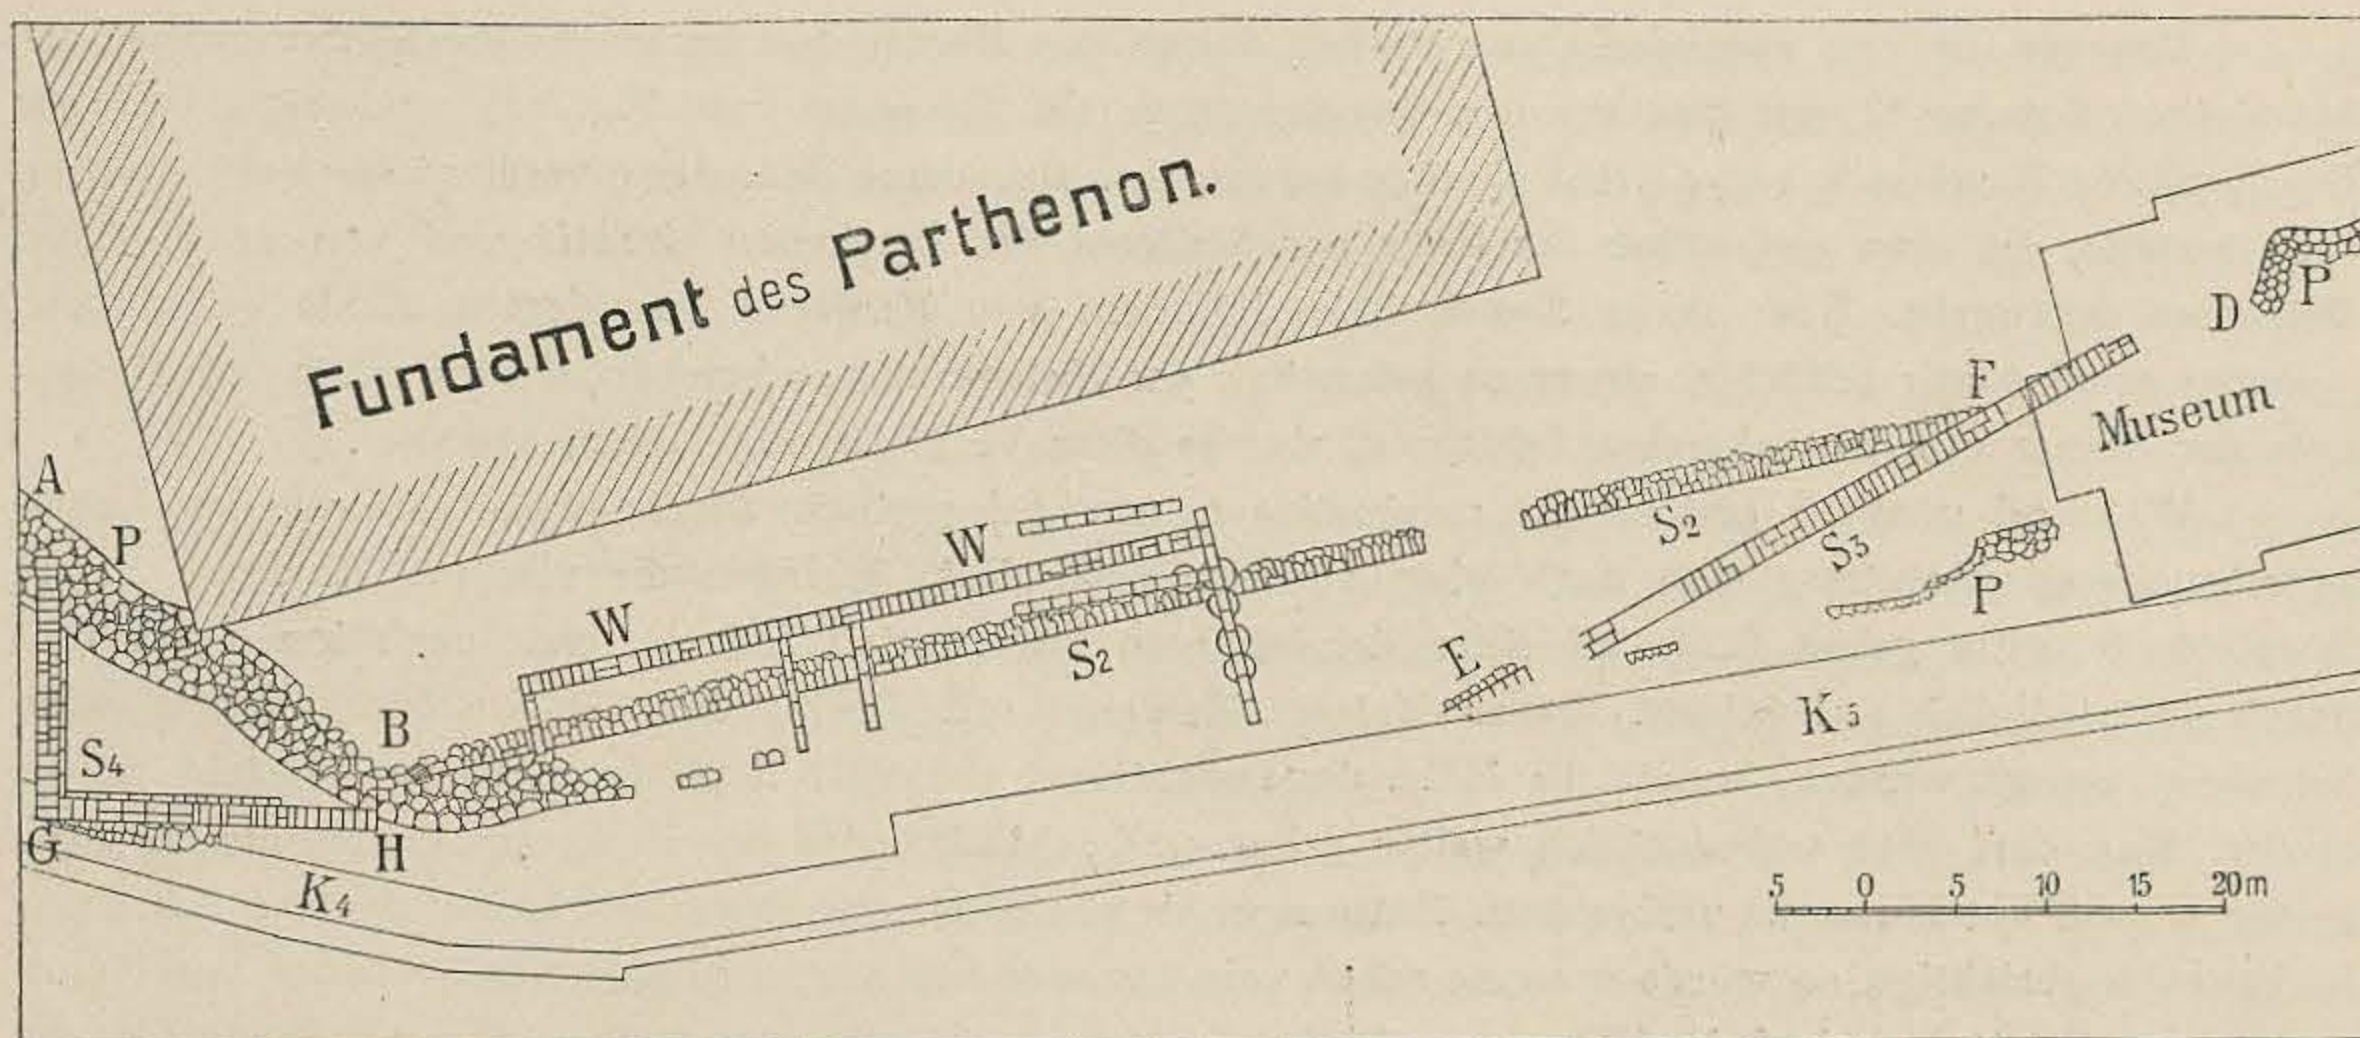 Fundament des Parthenon.
A
P
D
P
F
Museum
W
W
S2
S3
P
S2
E
B
S4
K5
G
H
K4
5 0 5 10 15 20m